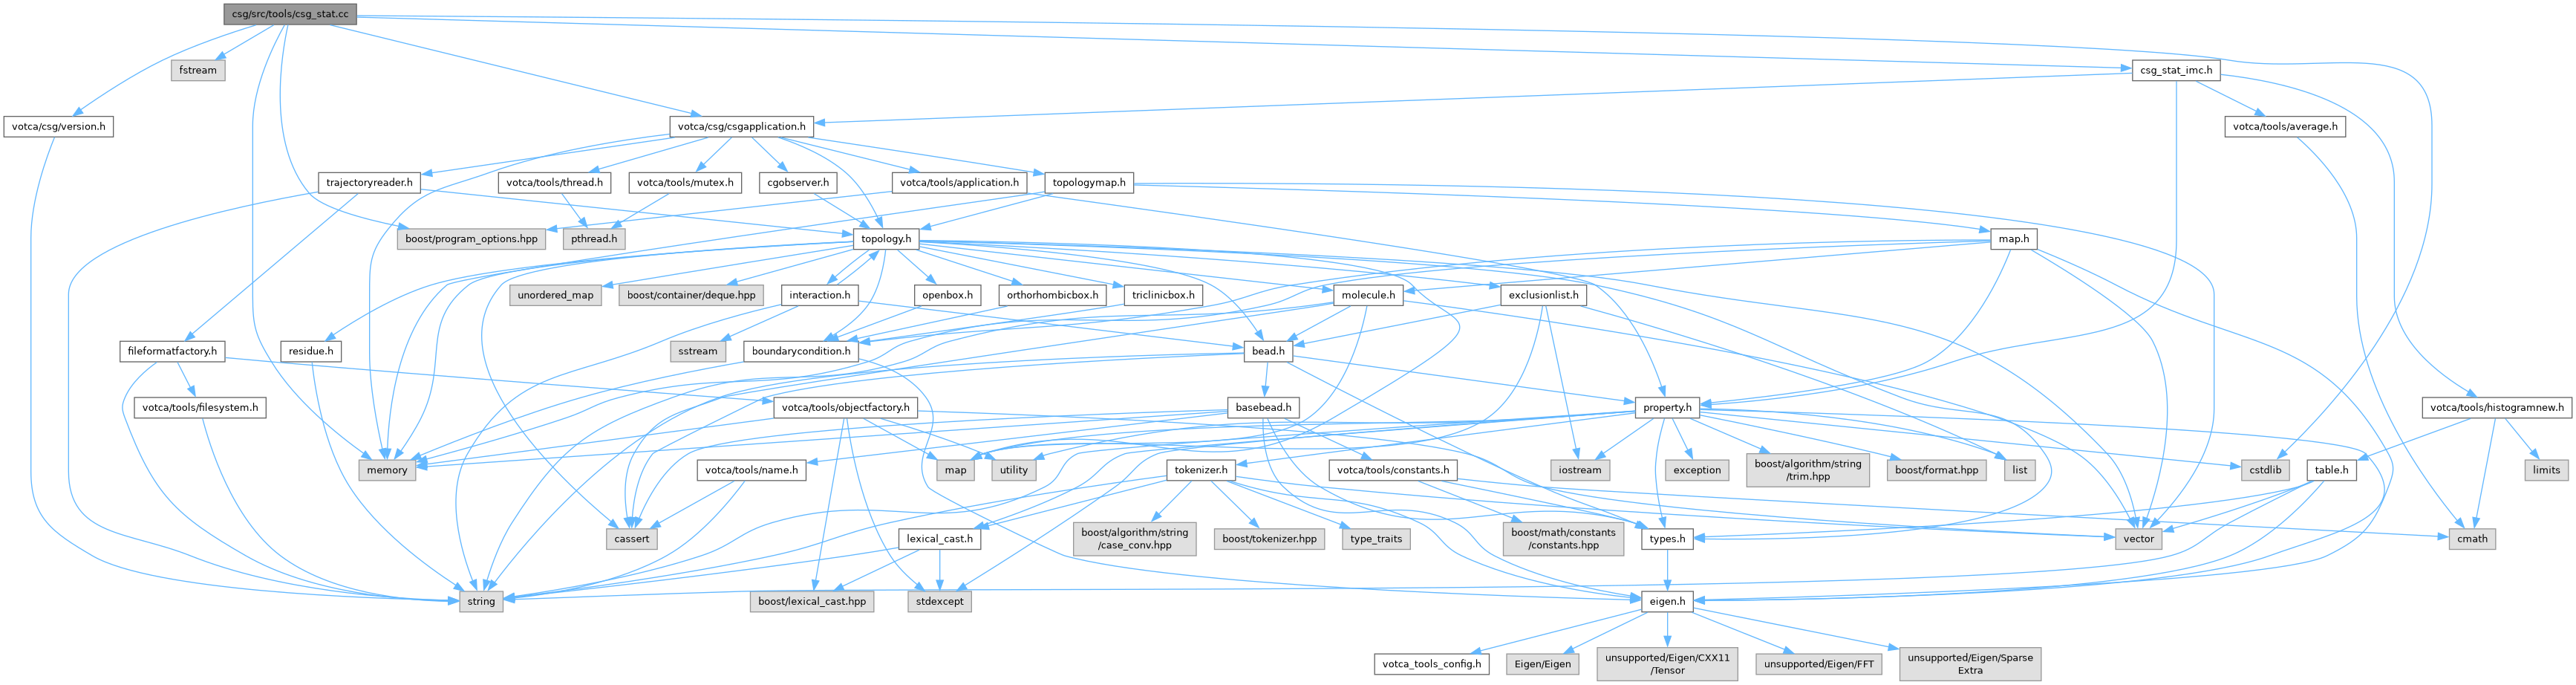 csg/src/tools/csg_stat.cc
fstream
csg_stat_imc.h
votca/csg/version.h
votca/csg/csgapplication.h
votca/tools/average.h
trajectoryreader.h
votca/tools/thread.h
votca/tools/mutex.h
cgobserver.h
votca/tools/application.h
topologymap.h
boost/program_options.hpp
pthread.h
topology.h
map.h
unordered_map
boost/container/deque.hpp
interaction.h
openbox.h
orthorhombicbox.h
triclinicbox.h
molecule.h
exclusionlist.h
fileformatfactory.h
residue.h
sstream
boundarycondition.h
bead.h
votca/tools/filesystem.h
votca/tools/objectfactory.h
basebead.h
property.h
votca/tools/histogramnew.h
memory
votca/tools/name.h
map
utility
tokenizer.h
votca/tools/constants.h
iostream
exception
boost/algorithm/string
/trim.hpp
boost/format.hpp
list
cstdlib
table.h
limits
cassert
lexical_cast.h
boost/algorithm/string
/case_conv.hpp
boost/tokenizer.hpp
type_traits
boost/math/constants
/constants.hpp
types.h
vector
cmath
string
boost/lexical_cast.hpp
stdexcept
eigen.h
votca_tools_config.h
Eigen/Eigen
unsupported/Eigen/CXX11
/Tensor
unsupported/Eigen/FFT
unsupported/Eigen/Sparse
Extra